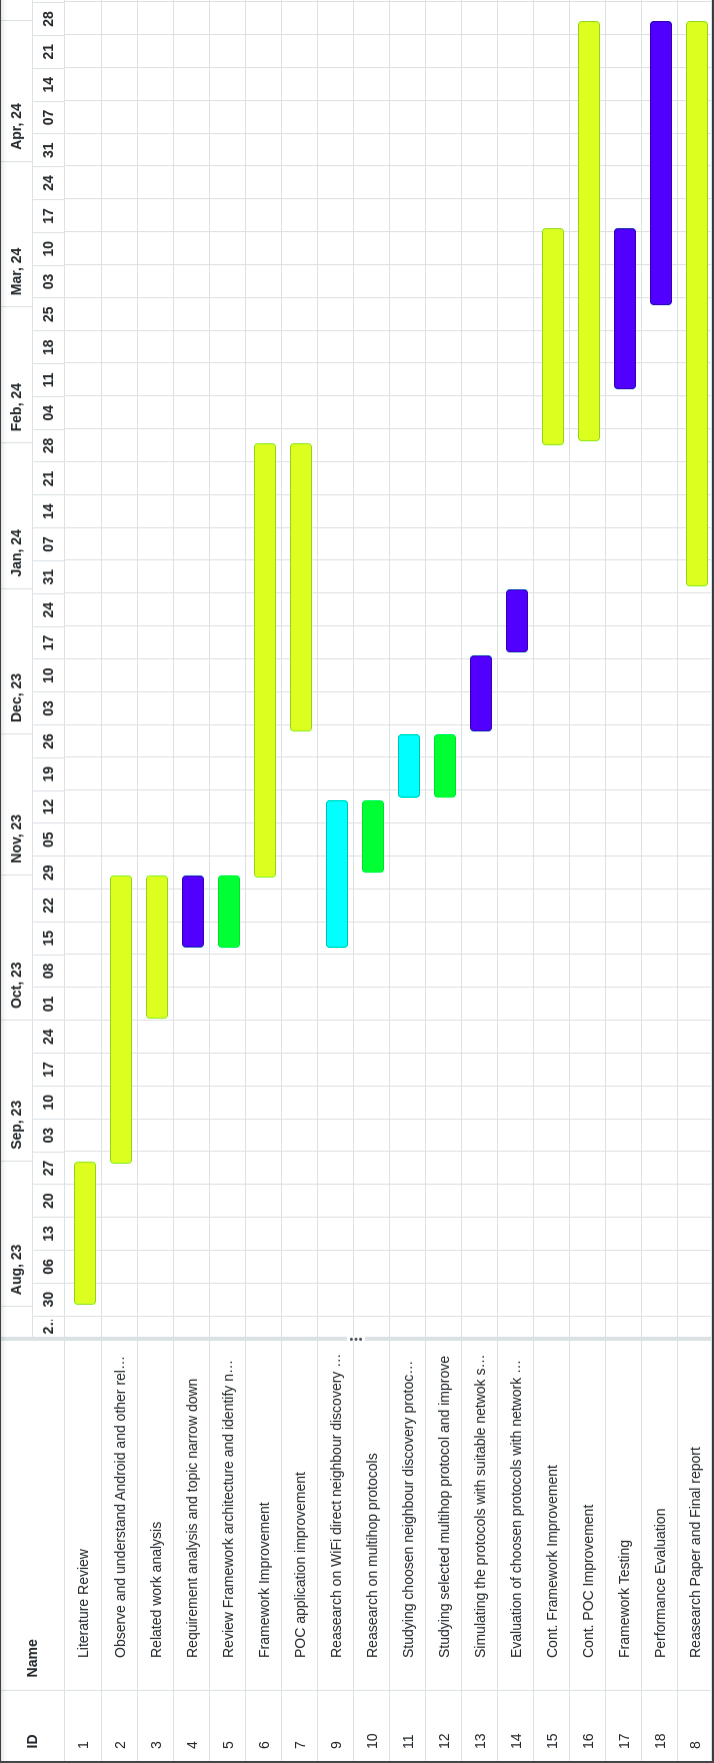 ID Name Aug, 23 Sep, 23 Oct, 23 Nov, 23 Dec, 23 Jan, 24 Feb, 24 Mar, 24 Apr, 24
2.. 30 06 13 20 27 03 10 17 24 01 08 15 22 29 05 12 19 26 03 10 17 24 31 07 14 21 28 04 11 18 25 03 10 17 24 31 07 14 21 28
1 Literature Review
2 Observe and understand Android and other rel...
3 Related work analysis
4 Requirement analysis and topic narrow down
5 Review Framework architecture and identify n...
6 Framework Improvement
7 POC application improvement
9 Reasearch on WiFi direct neighbour discovery ...
10 Reasearch on multihop protocols
11 Studying choosen neighbour discovery protoc...
12 Studying selected multihop protocol and improve
13 Simulating the protocols with suitable netwok s...
14 Evaluation of choosen protocols with network ...
15 Cont. Framework Improvement
16 Cont. POC Improvement
17 Framework Testing
18 Performance Evaluation
8 Reasearch Paper and Final report